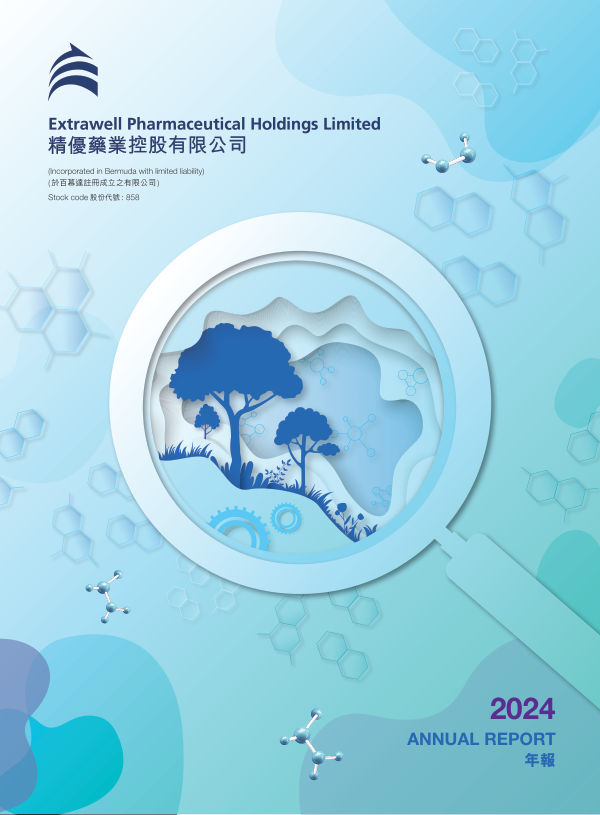 Extrawell Pharmaceutical Holdings Limited
精優藥業控股有限公司
(Incorporated in Bermuda with limited liability)
(於百慕達註冊成立之有限公司)
Stock code 股份代號 : 858
2024
ANNUAL REPORT
年報